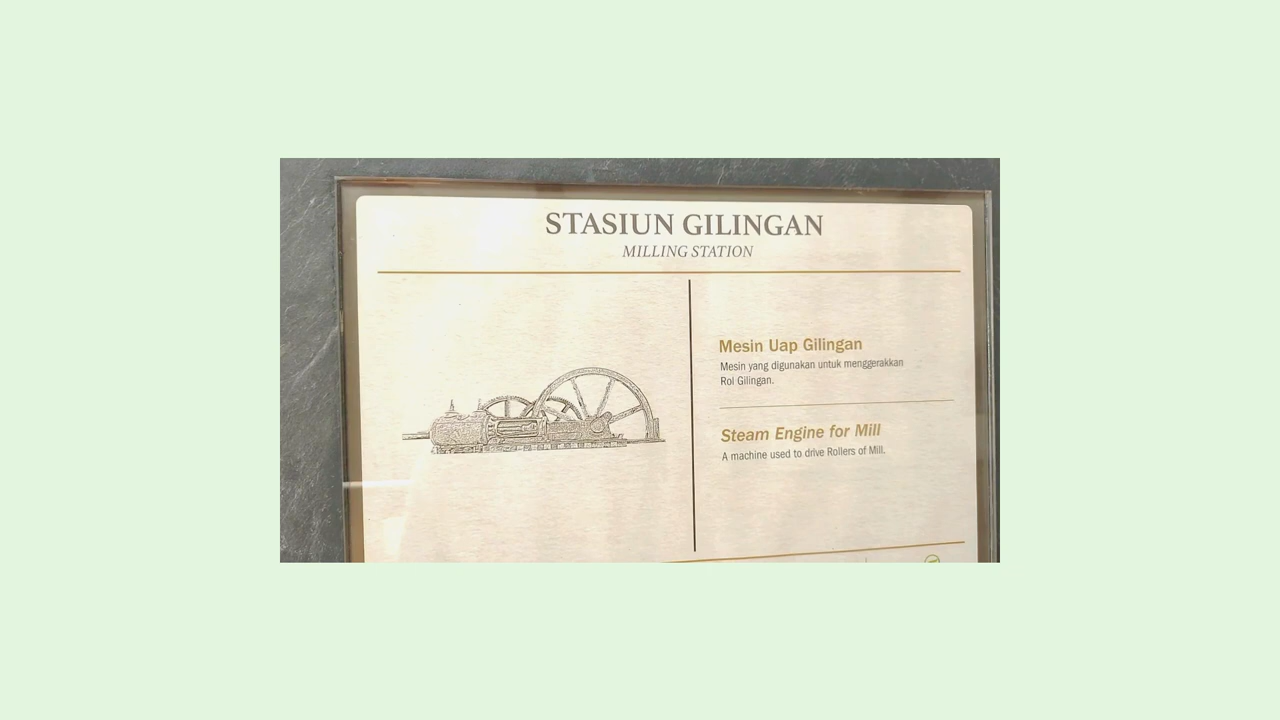 STASIUN GILINGAN
MILLING STATION
Mesin Uap Gilingan
Mesin yang digunakan untuk menggerakkan
Rol Gilingan.
Steam Engine for Mill
A machine used to drive Rollers of Mill.